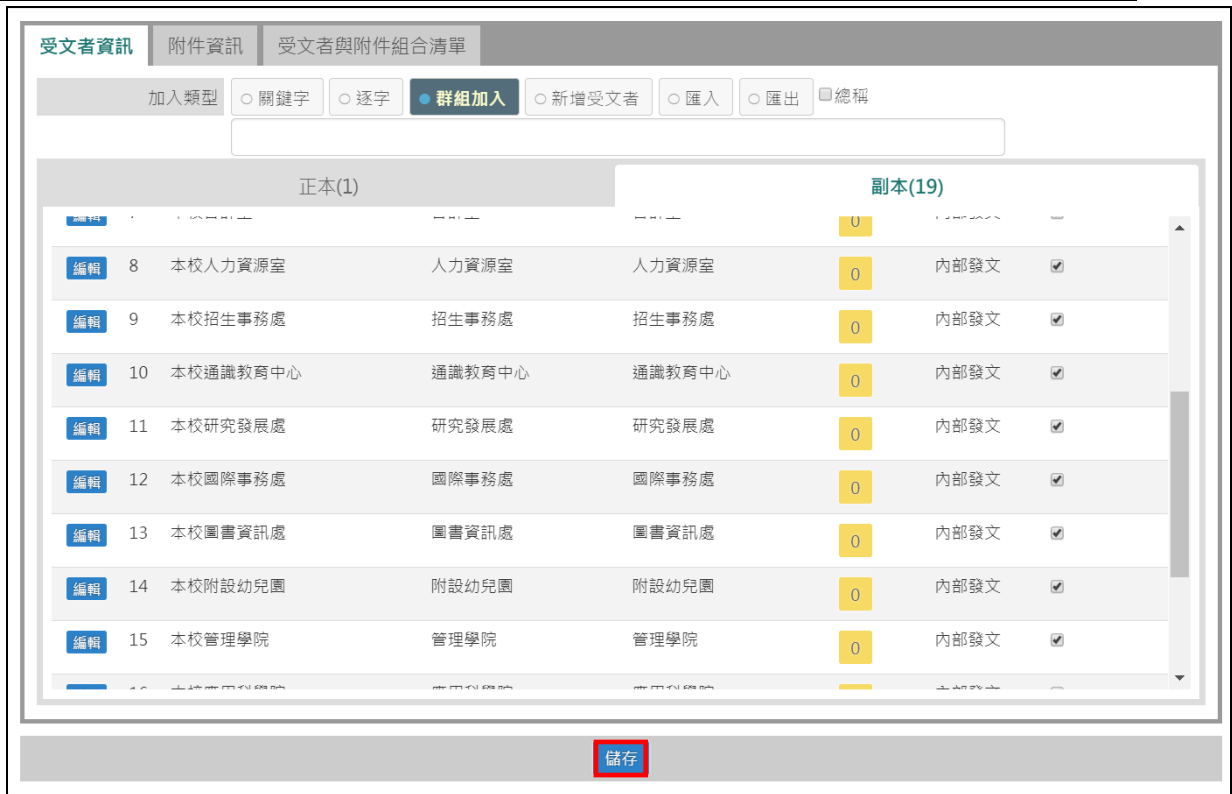 受文者資訊 附件資訊 受文者與附件組合清單
加入類型 關鍵字 逐字 群組加入 新增受文者 匯入 匯出 總稱
正本(1) 副本(19)
編輯 8 本校人力資源室 人力資源室 人力資源室 0 內部發文
編輯 9 本校招生事務處 招生事務處 招生事務處 0 內部發文
編輯 10 本校通識教育中心 通識教育中心 通識教育中心 0 內部發文
編輯 11 本校研究發展處 研究發展處 研究發展處 0 內部發文
編輯 12 本校國際事務處 國際事務處 國際事務處 0 內部發文
編輯 13 本校圖書資訊處 圖書資訊處 圖書資訊處 0 內部發文
編輯 14 本校附設幼兒園 附設幼兒園 附設幼兒園 0 內部發文
編輯 15 本校管理學院 管理學院 管理學院 0 內部發文
儲存